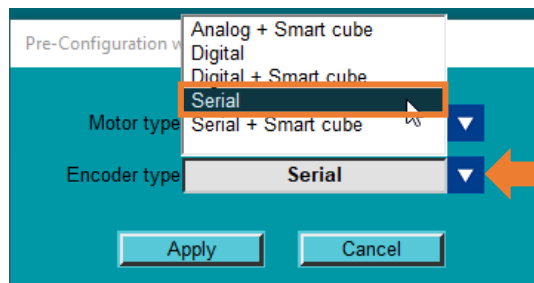 Pre-Configuration w
Analog + Smart cube
Digital
Digital + Smart cube
Serial
Serial + Smart cube
Motor type
Encoder type
Serial
Apply
Cancel